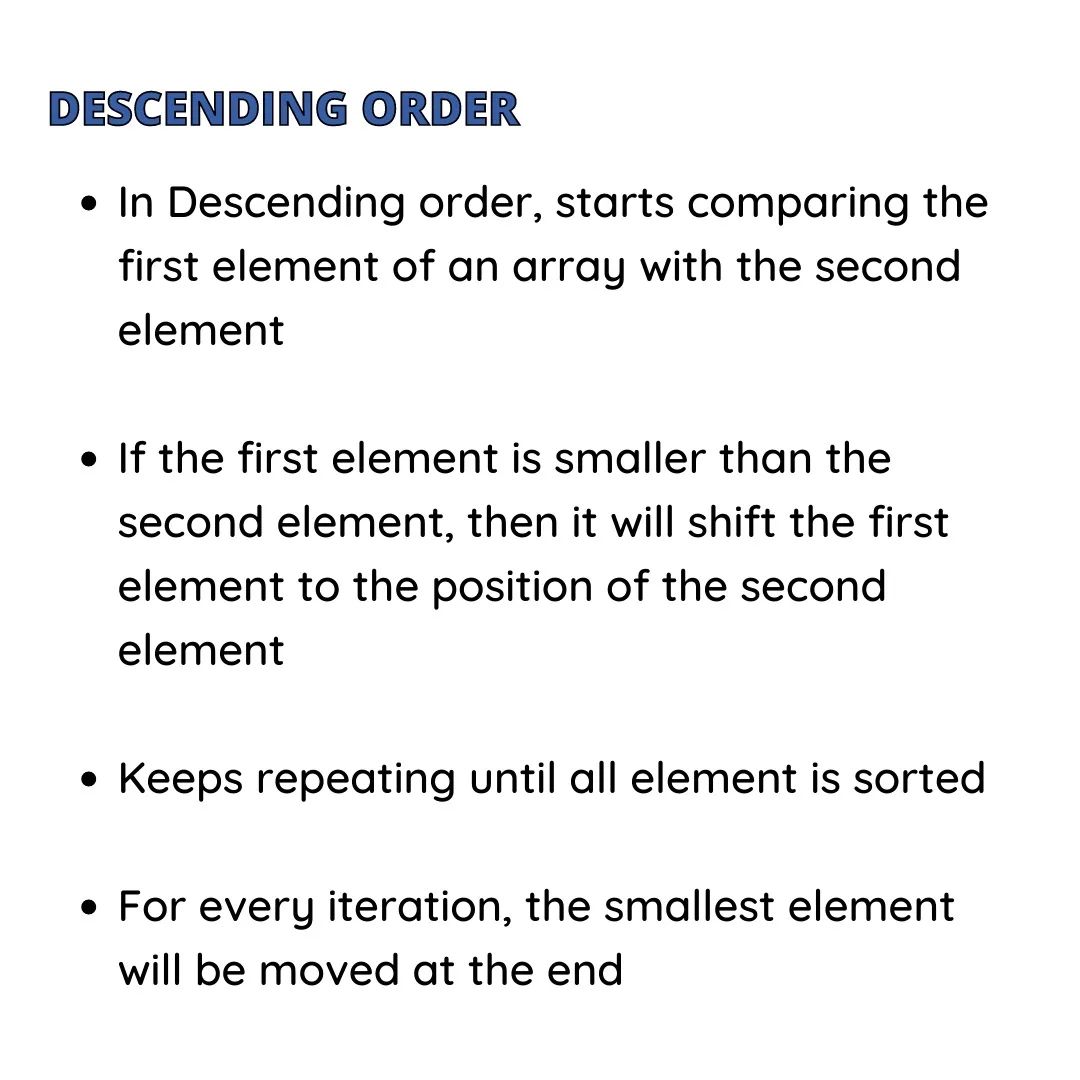 DESCENDING ORDER
• In Descending order, starts comparing the
first element of an array with the second
element
• If the first element is smaller than the
second element, then it will shift the first
element to the position of the second
element
• Keeps repeating until all element is sorted
• For every iteration, the smallest element
will be moved at the end